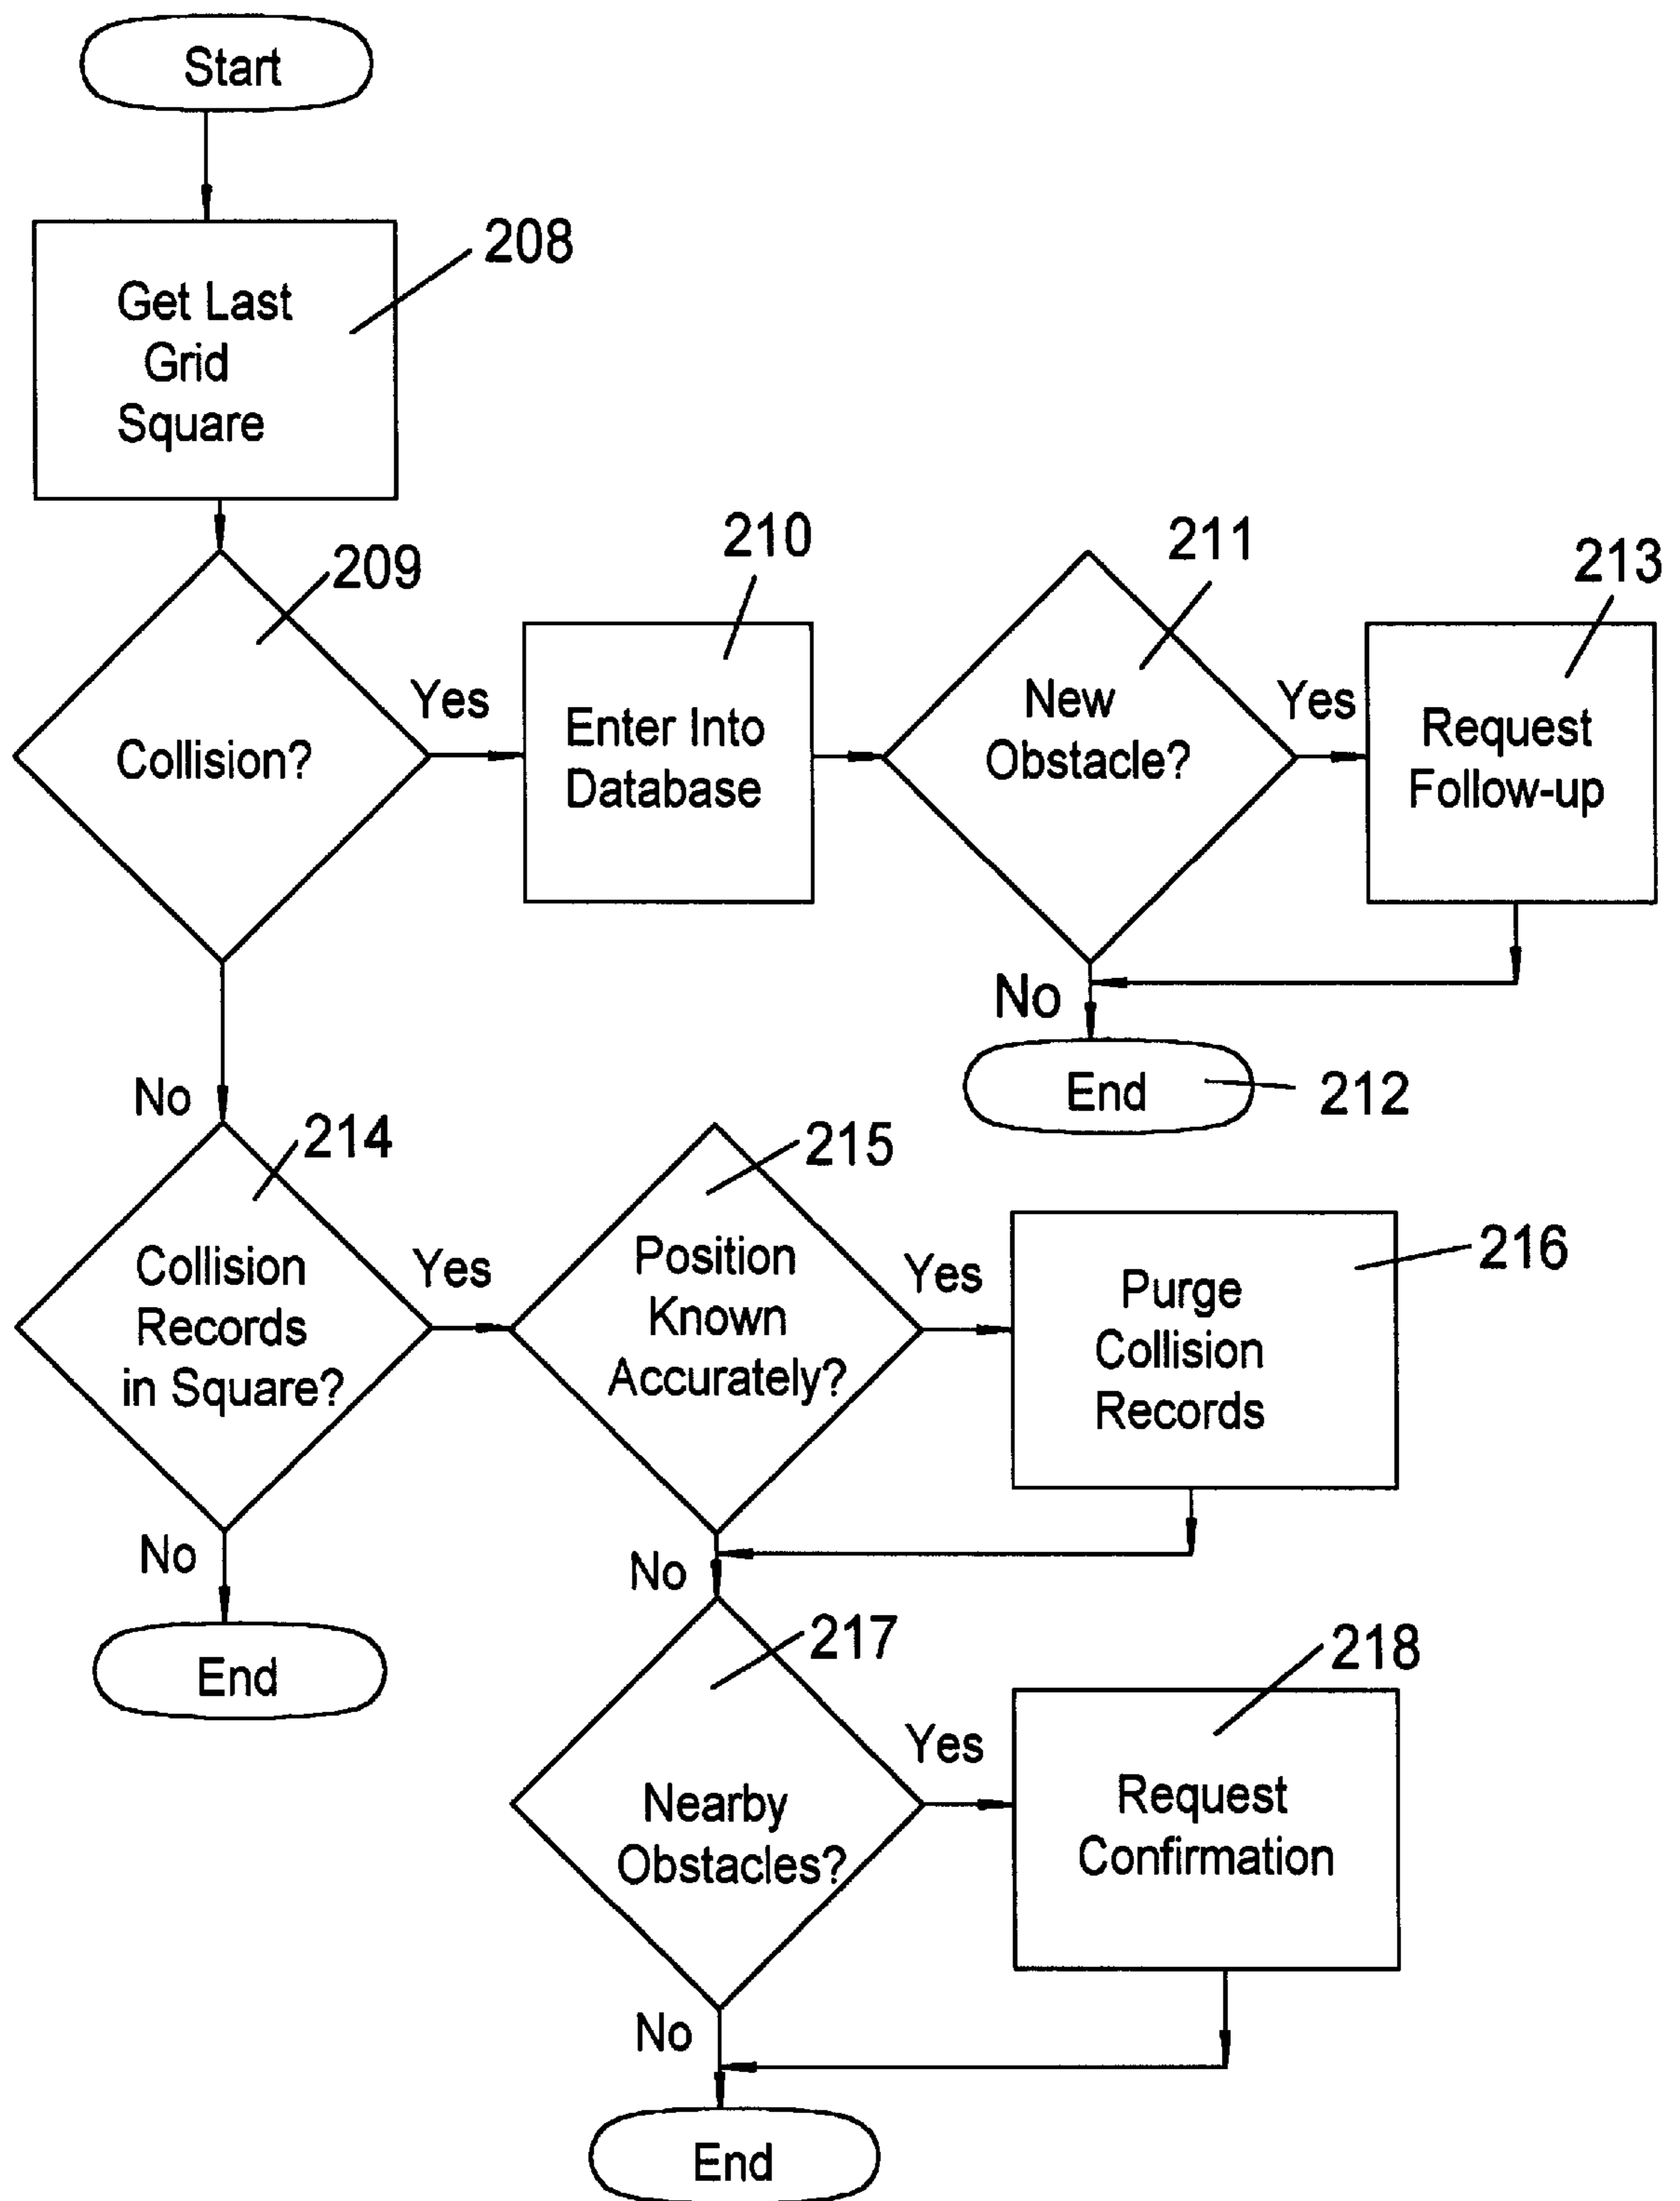 Start
208
Get Last
Grid
Square
209
Collision?
Yes
210
Enter Into
Database
211
New
Obstacle?
Yes
213
Request
Follow-up
No
End
212
No
214
Collision
Records
in Square?
Yes
215
Position
Known
Accurately?
Yes
216
Purge
Collision
Records
No
End
No
217
Nearby
Obstacles?
Yes
218
Request
Confirmation
No
End